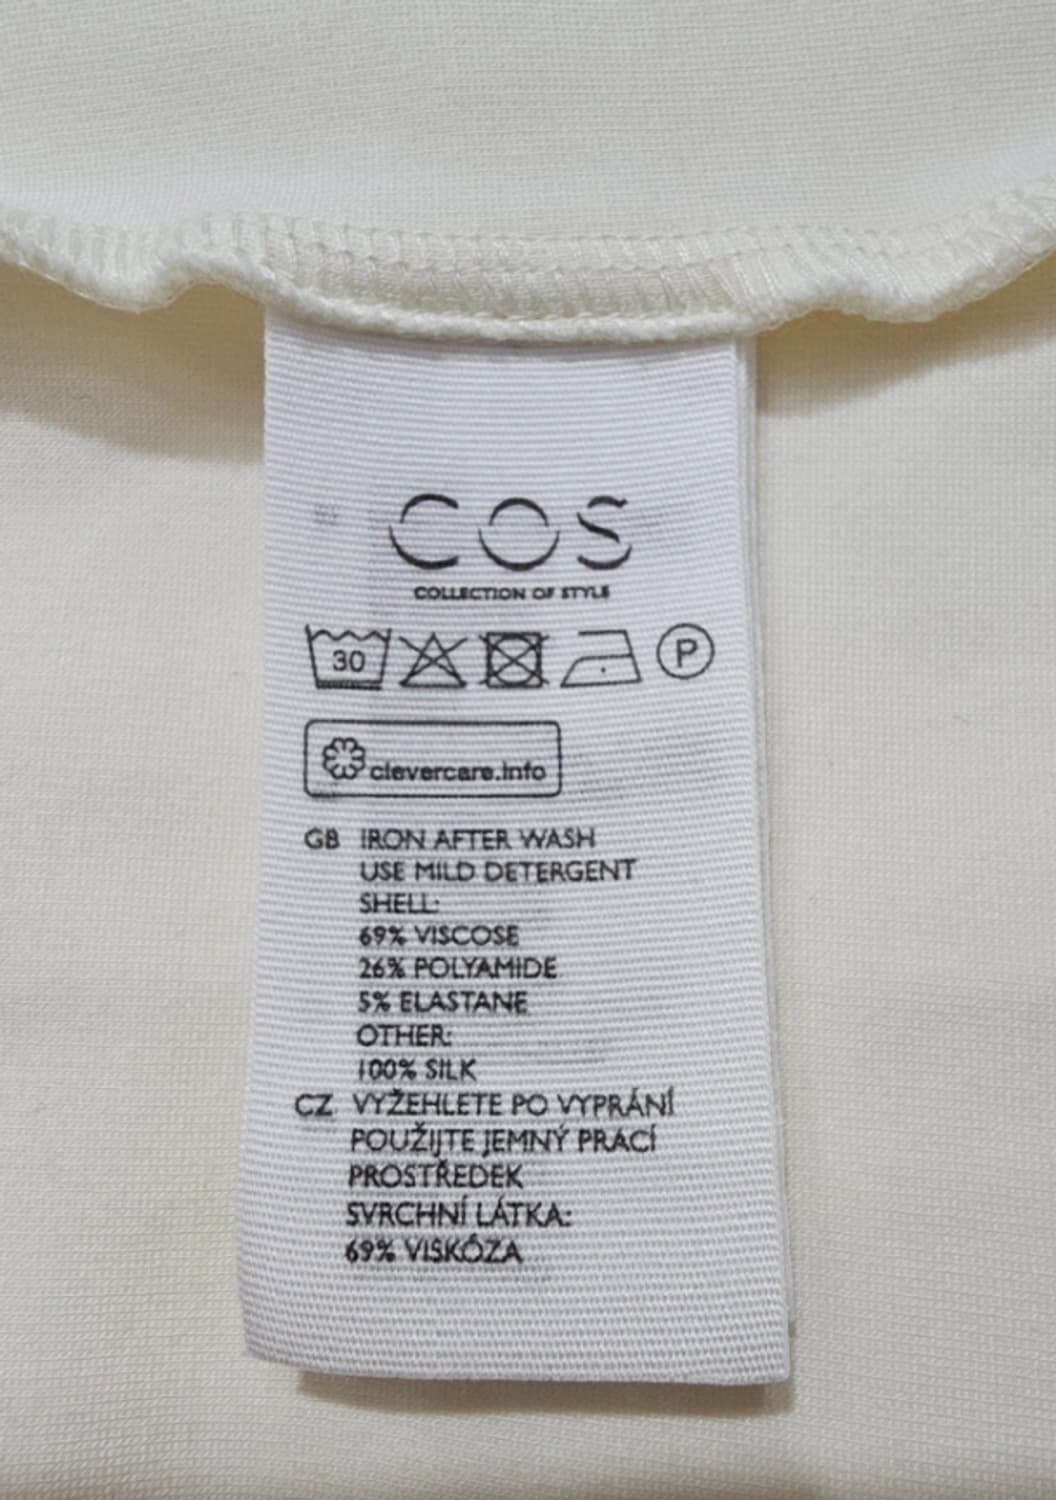 COS
COLLECTION OF STYLE
30 P
clevercare.info
GB IRON AFTER WASH
USE MILD DETERGENT
SHELL:
69% VISCOSE
26% POLYAMIDE
5% ELASTANE
OTHER:
100% SILK
CZ VYŽEHLETE PO VYPRÁNÍ
POUŽIJTE JEMNÝ PRACÍ
PROSTŘEDEK
SVRCHNÍ LÁTKA:
69% VISKÓZA